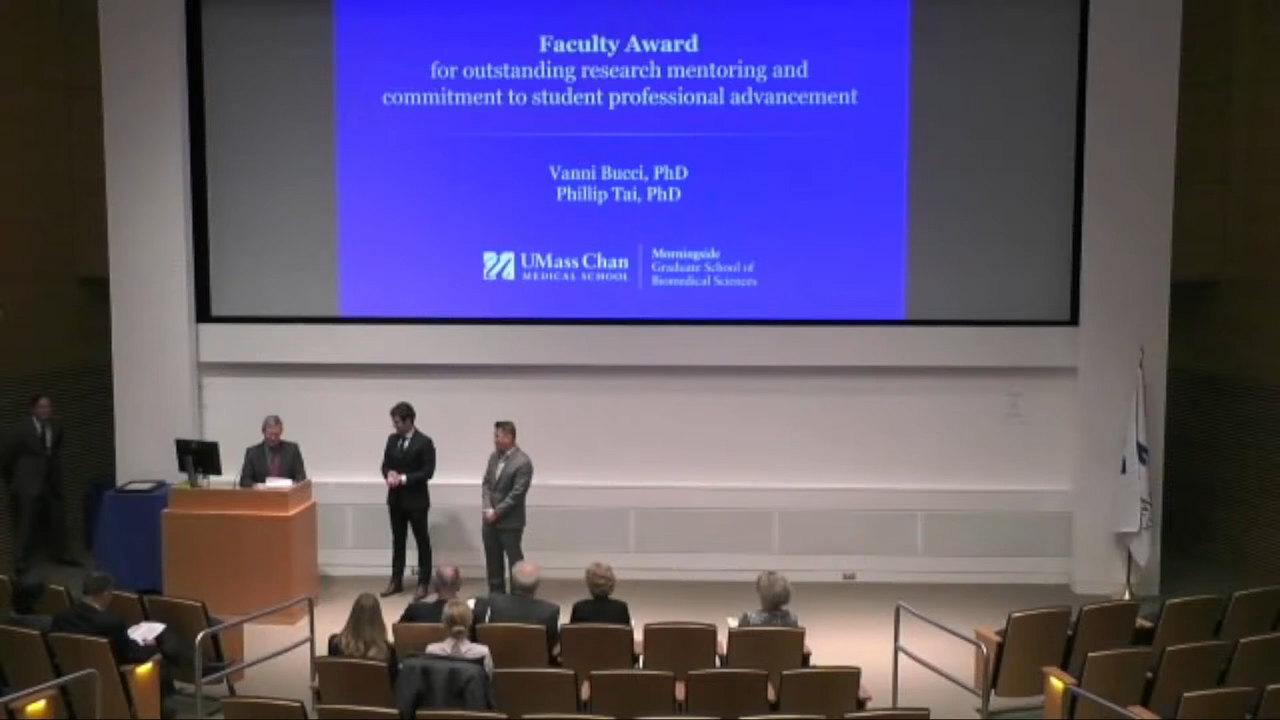 Faculty Award
for outstanding research mentoring and
commitment to student professional advancement
Vanni Bucci, PhD
Phillip Tai, PhD
UMass Chan
MEDICAL SCHOOL
Morningside
Graduate School of
Biomedical Sciences